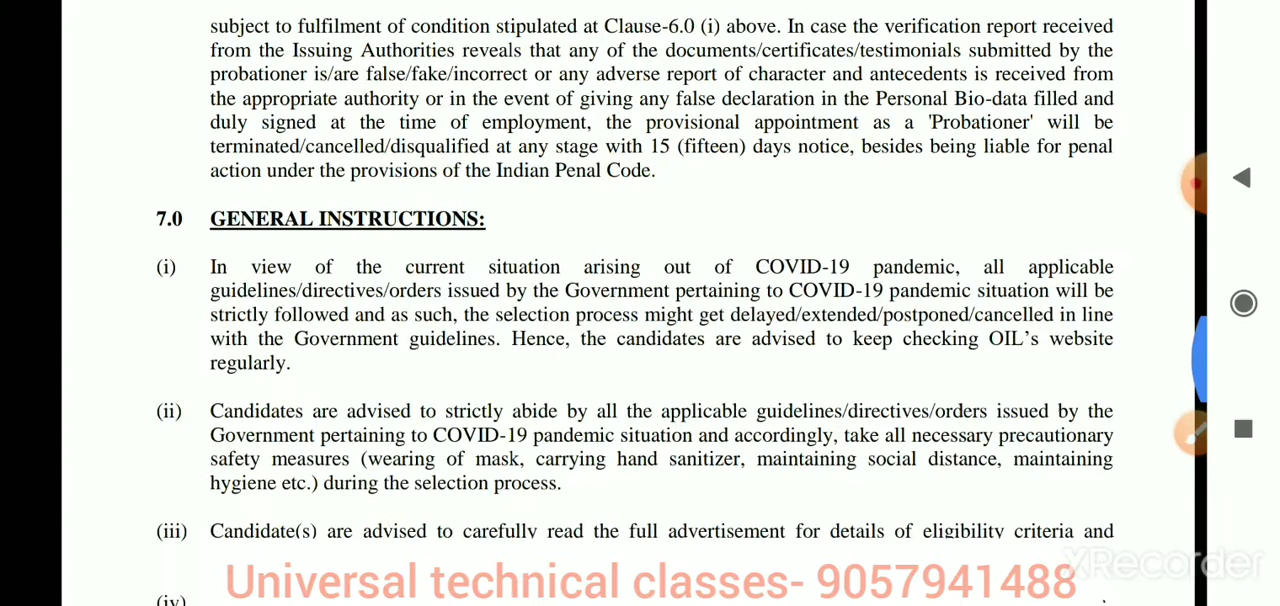 subject to fulfilment of condition stipulated at Clause-6.0 (i) above. In case the verification report received
from the Issuing Authorities reveals that any of the documents/certificates/testimonials submitted by the
probationer is/are false/fake/incorrect or any adverse report of character and antecedents is received from
the appropriate authority or in the event of giving any false declaration in the Personal Bio-data filled and
duly signed at the time of employment, the provisional appointment as a 'Probationer' will be
terminated/cancelled/disqualified at any stage with 15 (fifteen) days notice, besides being liable for penal
action under the provisions of the Indian Penal Code.
7.0 GENERAL INSTRUCTIONS:
(i) In view of the current situation arising out of COVID-19 pandemic, all applicable
guidelines/directives/orders issued by the Government pertaining to COVID-19 pandemic situation will be
strictly followed and as such, the selection process might get delayed/extended/postponed/cancelled in line
with the Government guidelines. Hence, the candidates are advised to keep checking OIL's website
regularly.
(ii) Candidates are advised to strictly abide by all the applicable guidelines/directives/orders issued by the
Government pertaining to COVID-19 pandemic situation and accordingly, take all necessary precautionary
safety measures (wearing of mask, carrying hand sanitizer, maintaining social distance, maintaining
hygiene etc.) during the selection process.
(iii) Candidate(s) are advised to carefully read the full advertisement for details of eligibility criteria and
XRecorder
Universal technical classes- 9057941488
(iv)